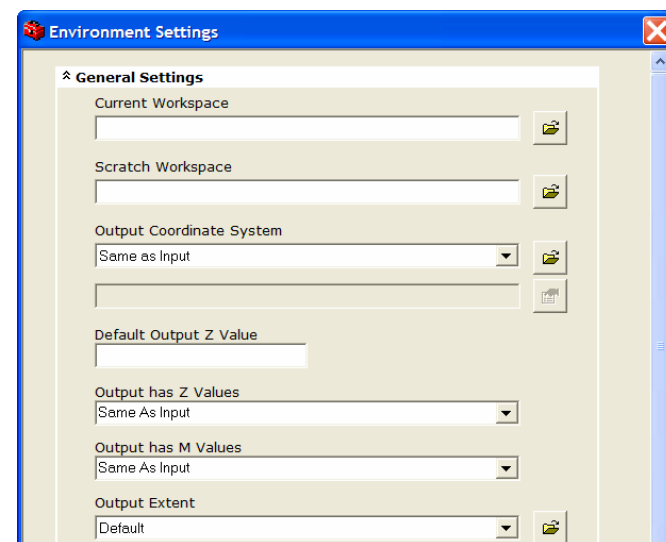 Environment Settings
General Settings
Current Workspace
Scratch Workspace
Output Coordinate System
Same as Input
Default Output Z Value
Output has Z Values
Same As Input
Output has M Values
Same As Input
Output Extent
Default